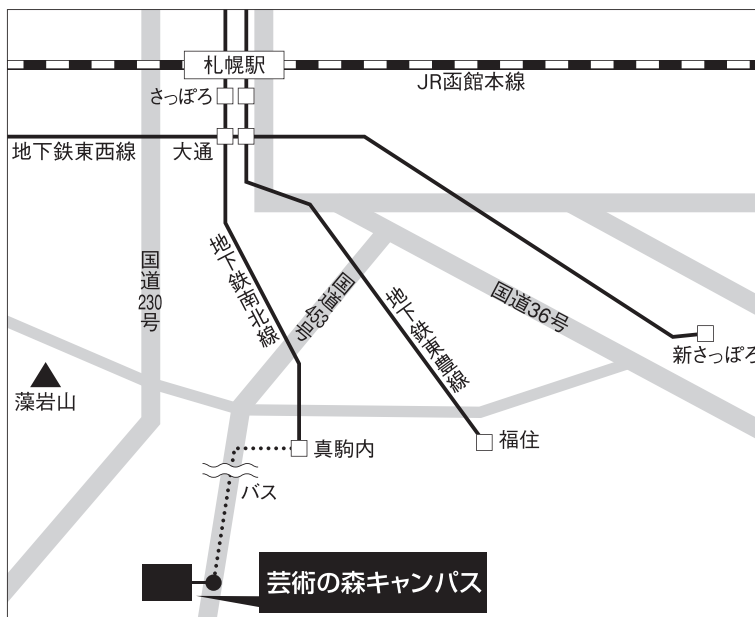 札幌駅
JR函館本線
さっぽろ
地下鉄東西線
大通
国道230号
地下鉄南北線
国道453号
地下鉄東豊線
国道36号
新さっぽろ
藻岩山
真駒内
福住
バス
芸術の森キャンパス